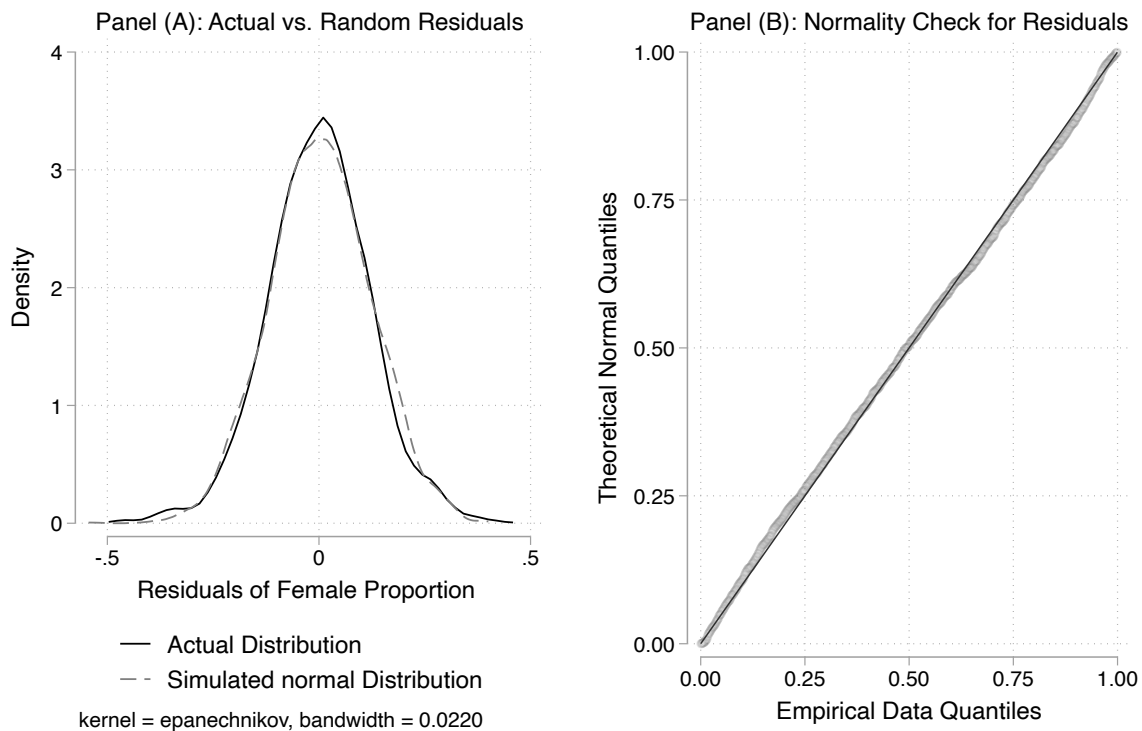 Panel (A): Actual vs. Random Residuals
4
3
2
1
0
Density
-.5
0
.5
Residuals of Female Proportion
Actual Distribution
Simulated normal Distribution
kernel = epanechnikov, bandwidth = 0.0220
Panel (B): Normality Check for Residuals
1.00
0.75
0.50
0.25
0.00
Theoretical Normal Quantiles
0.00
0.25
0.50
0.75
1.00
Empirical Data Quantiles